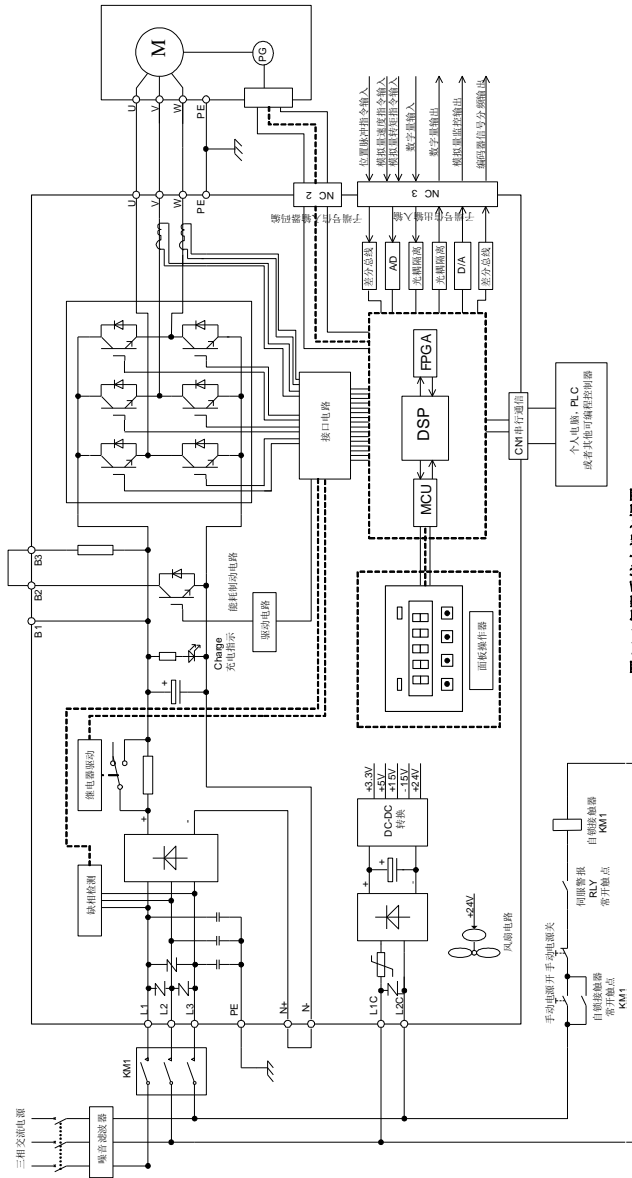 三相交流电源
噪音滤波器
KM1
L1
L2
L3
PE
N+
N-
L1C
L2C
缺相检测
继电器驱动
+
-
+
Charge
充电指示
B1
B2
B3
能耗制动电路
驱动电路
接口电路
U
V
W
PE
U
V
W
PE
M
PG
NC 2
子端号信入输器码编
NC 3
子端号信出输入输
差分总线
A/D
光耦隔离
光耦隔离
D/A
差分总线
位置脉冲指令输入
模拟量速度指令输入
模拟量转矩指令输入
数字量输入
数字量输出
模拟量监控输出
编码器信号分频输出
MCU
DSP
FPGA
面板操作器
CN1串行通信
个人电脑，PLC
或者其他可编程控制器
+
-
+
DC-DC
转换
+3.3V
+5V
+15V
-15V
+24V
+24V
风扇电路
手动电源开
手动电源关
自锁接触器
常开触点
KM1
伺服警报
RLY
常开触点
自锁接触器
KM1